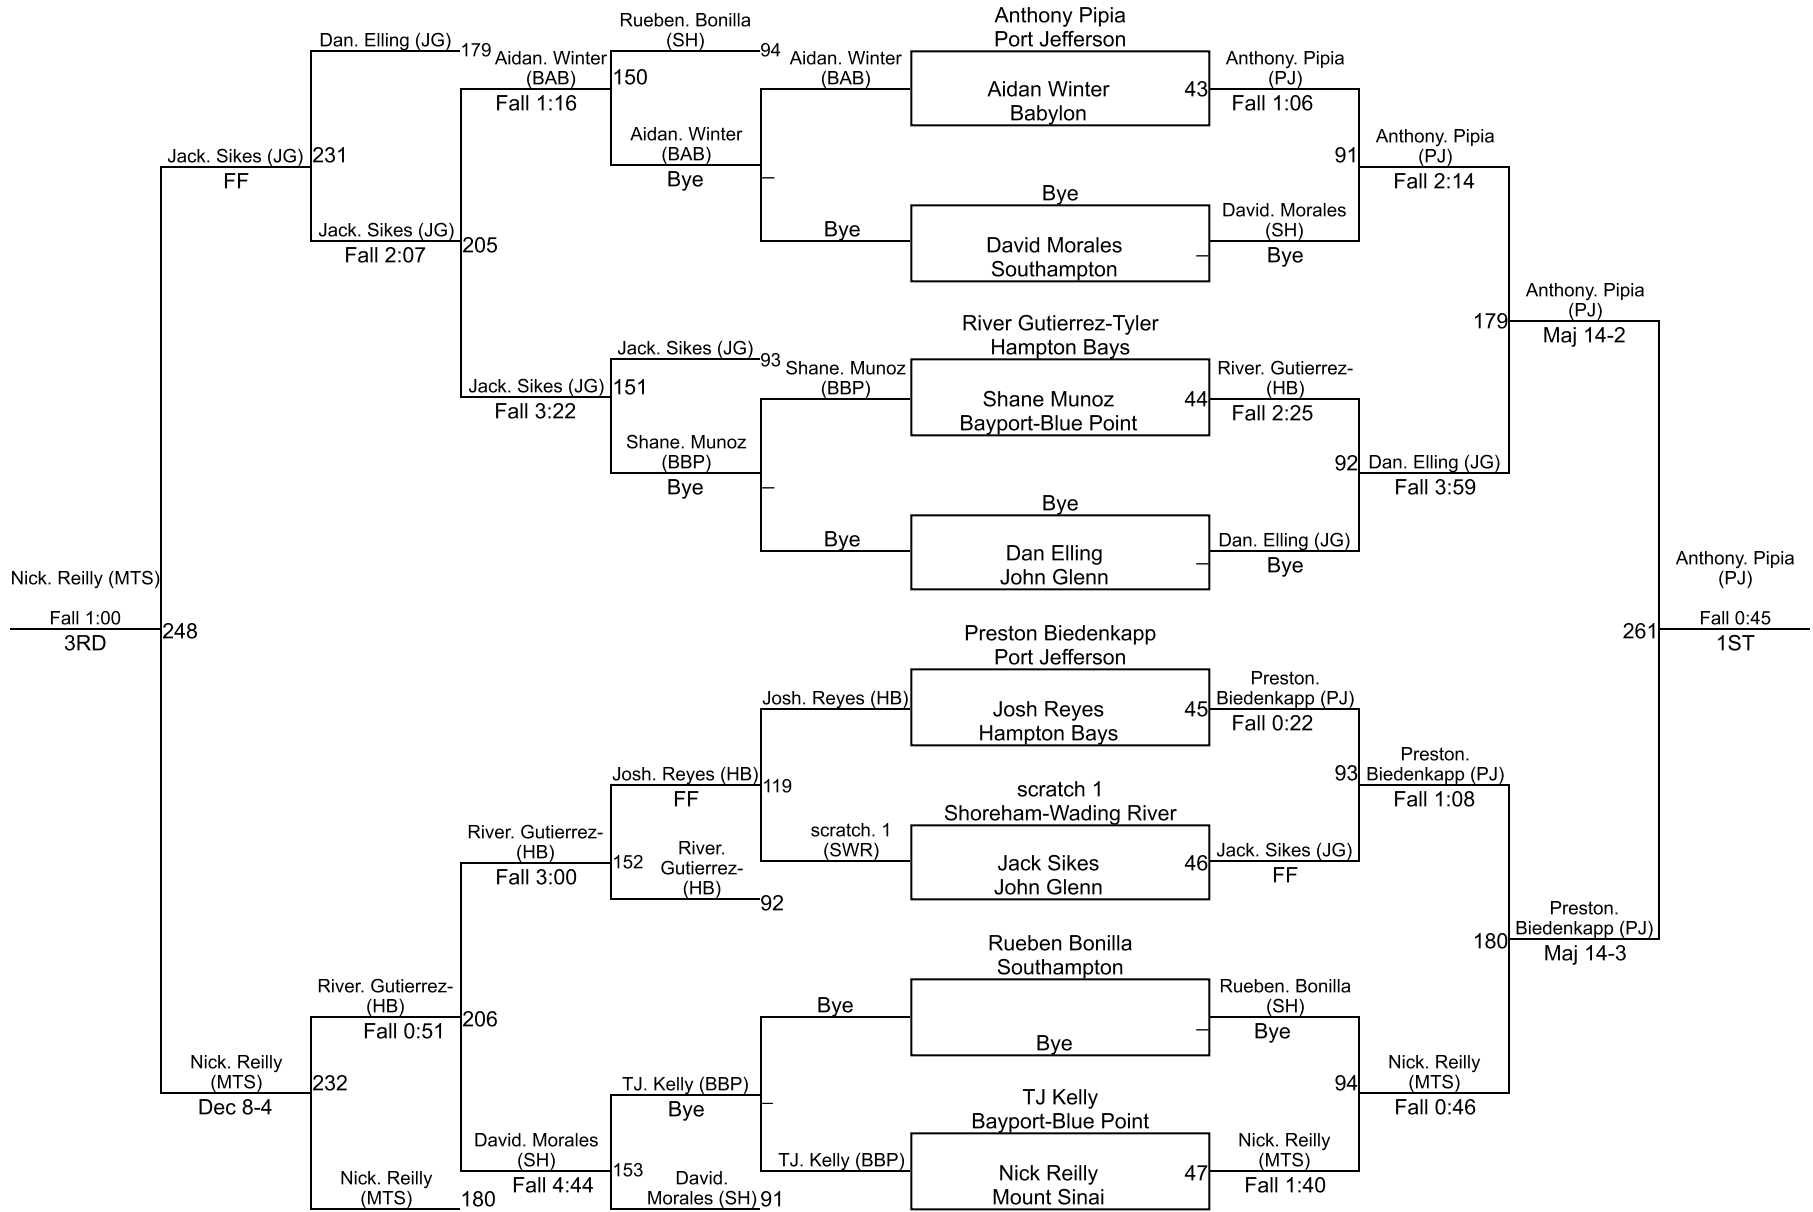 Anthony Pipia
Port Jefferson
Rueben. Bonilla
(SH)
94
Dan. Elling (JG)
179
Aidan. Winter
(BAB)
Fall 1:16
150
Aidan. Winter
(BAB)
Aidan Winter
Babylon
43
Anthony. Pipia
(PJ)
Fall 1:06
Aidan. Winter
(BAB)
Bye
Anthony. Pipia
(PJ)
Fall 2:14
91
Jack. Sikes (JG)
FF
231
Bye
David Morales
Southampton
Bye
David. Morales
(SH)
Bye
Jack. Sikes (JG)
Fall 2:07
205
Anthony. Pipia
(PJ)
Maj 14-2
179
River Gutierrez-Tyler
Hampton Bays
Jack. Sikes (JG)
93
Shane. Munoz
(BBP)
Shane Munoz
Bayport-Blue Point
44
River. Gutierrez-
(HB)
Fall 2:25
Jack. Sikes (JG)
Fall 3:22
151
Shane. Munoz
(BBP)
Bye
92
Dan. Elling (JG)
Fall 3:59
Bye
Dan Elling
John Glenn
Bye
Dan. Elling (JG)
Bye
Nick. Reilly (MTS)
Fall 1:00
3RD
248
Anthony. Pipia
(PJ)
Fall 0:45
1ST
261
Preston Biedenkapp
Port Jefferson
Josh. Reyes (HB)
Josh Reyes
Hampton Bays
45
Preston.
Biedenkapp (PJ)
Fall 0:22
Josh. Reyes (HB)
FF
119
93
Preston.
Biedenkapp (PJ)
Fall 1:08
scratch 1
Shoreham-Wading River
scratch. 1
(SWR)
Jack Sikes
John Glenn
46
Jack. Sikes (JG)
FF
River. Gutierrez-
(HB)
Fall 3:00
152
River.
Gutierrez-
(HB)
92
Preston.
Biedenkapp (PJ)
Maj 14-3
180
Rueben Bonilla
Southampton
Bye
Bye
Rueben. Bonilla
(SH)
Bye
River. Gutierrez-
(HB)
Fall 0:51
206
Nick. Reilly
(MTS)
Dec 8-4
232
TJ. Kelly (BBP)
Bye
94
Nick. Reilly
(MTS)
Fall 0:46
TJ Kelly
Bayport-Blue Point
TJ. Kelly (BBP)
Nick Reilly
Mount Sinai
47
Nick. Reilly
(MTS)
Fall 1:40
David. Morales
(SH)
Fall 4:44
153
David.
Morales (SH)
91
Nick. Reilly
(MTS)
180